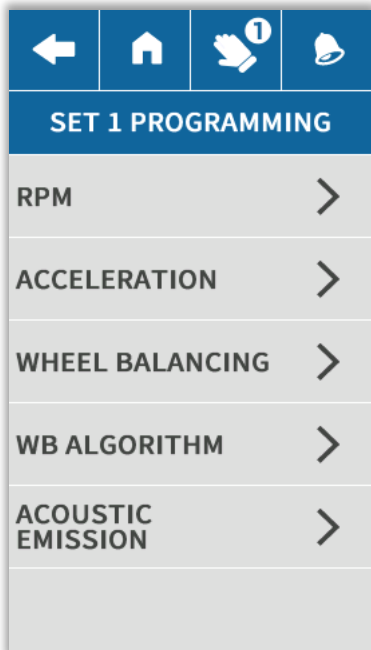 1
SET 1 PROGRAMMING
RPM
ACCELERATION
WHEEL BALANCING
WB ALGORITHM
ACOUSTIC
EMISSION